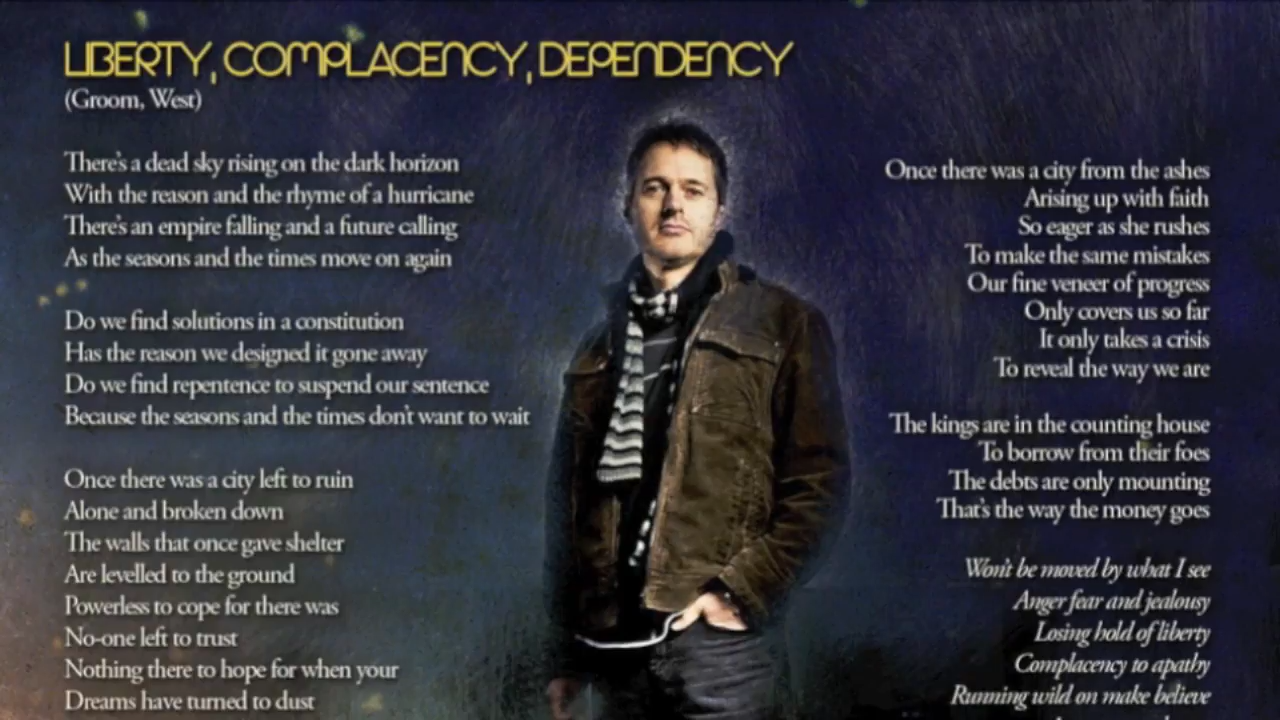 LIBERTY, COMPLACENCY, DEPENDENCY
(Groom, West)
There's a dead sky rising on the dark horizon
With the reason and the rhyme of a hurricane
There's an empire falling and a future calling
As the seasons and the times move on again
Do we find solutions in a constitution
Has the reason we designed it gone away
Do we find repentence to suspend our sentence
Because the seasons and the times don't want to wait
Once there was a city left to ruin
Alone and broken down
The walls that once gave shelter
Are levelled to the ground
Powerless to cope for there was
No-one left to trust
Nothing there to hope for when your
Dreams have turned to dust
Once there was a city from the ashes
Arising up with faith
So eager as she rushes
To make the same mistakes
Our fine veneer of progress
Only covers us so far
It only takes a crisis
To reveal the way we are
The kings are in the counting house
To borrow from their foes
The debts are only mounting
That's the way the money goes
Won't be moved by what I see
Anger fear and jealousy
Losing hold of liberty
Complacency to apathy
Running wild on make believe